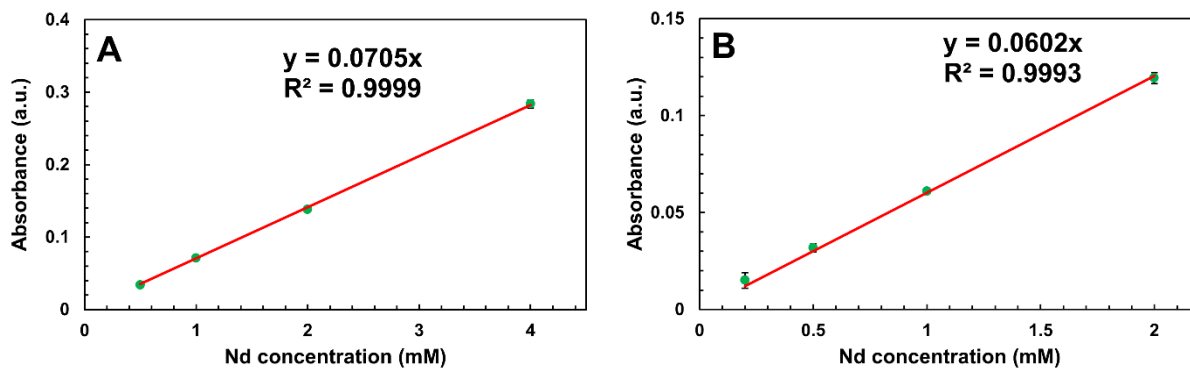 A
y = 0.0705x
R² = 0.9999
Absorbance (a.u.)
0.4
0.3
0.2
0.1
0
0
1
2
3
4
Nd concentration (mM)
B
y = 0.0602x
R² = 0.9993
Absorbance (a.u.)
0.15
0.1
0.05
0
0
0.5
1
1.5
2
Nd concentration (mM)